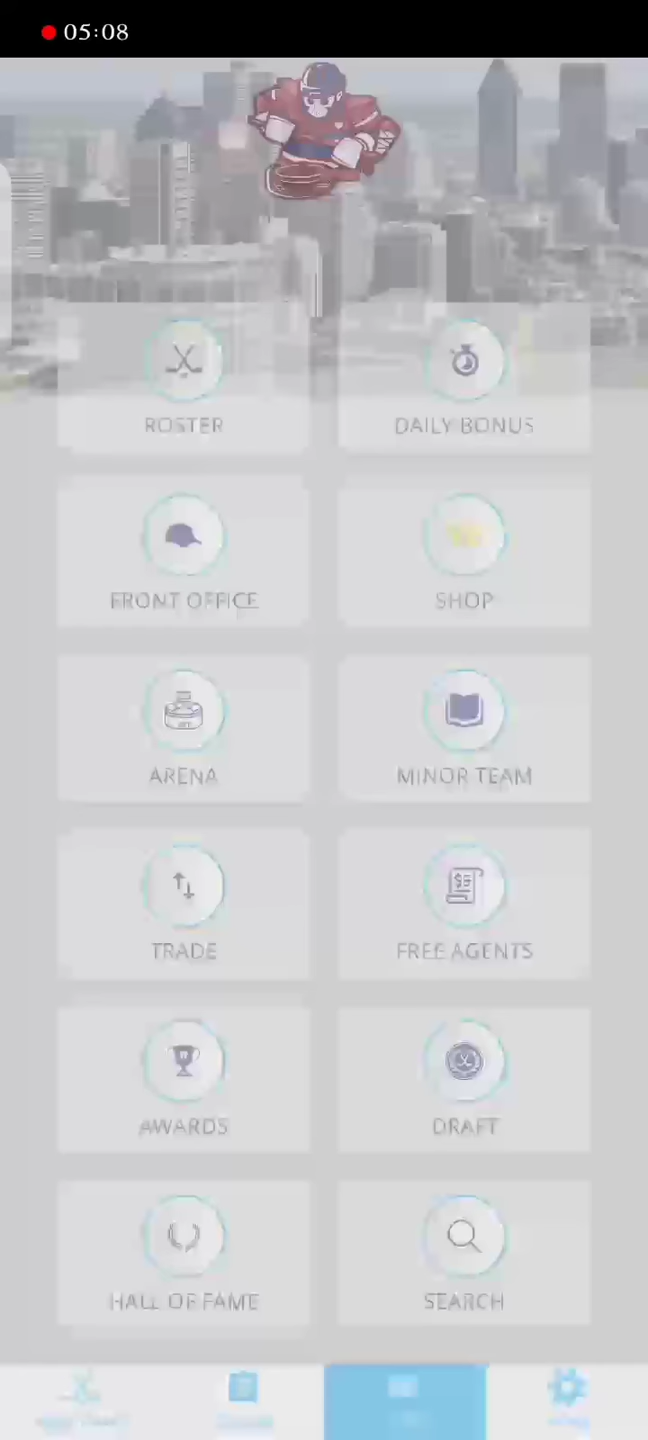 05:08
ROSTER
DAILY BONUS
FRONT OFFICE
SHOP
ARENA
MINOR TEAM
TRADE
FREE AGENTS
AWARDS
DRAFT
HALL OF FAME
SEARCH